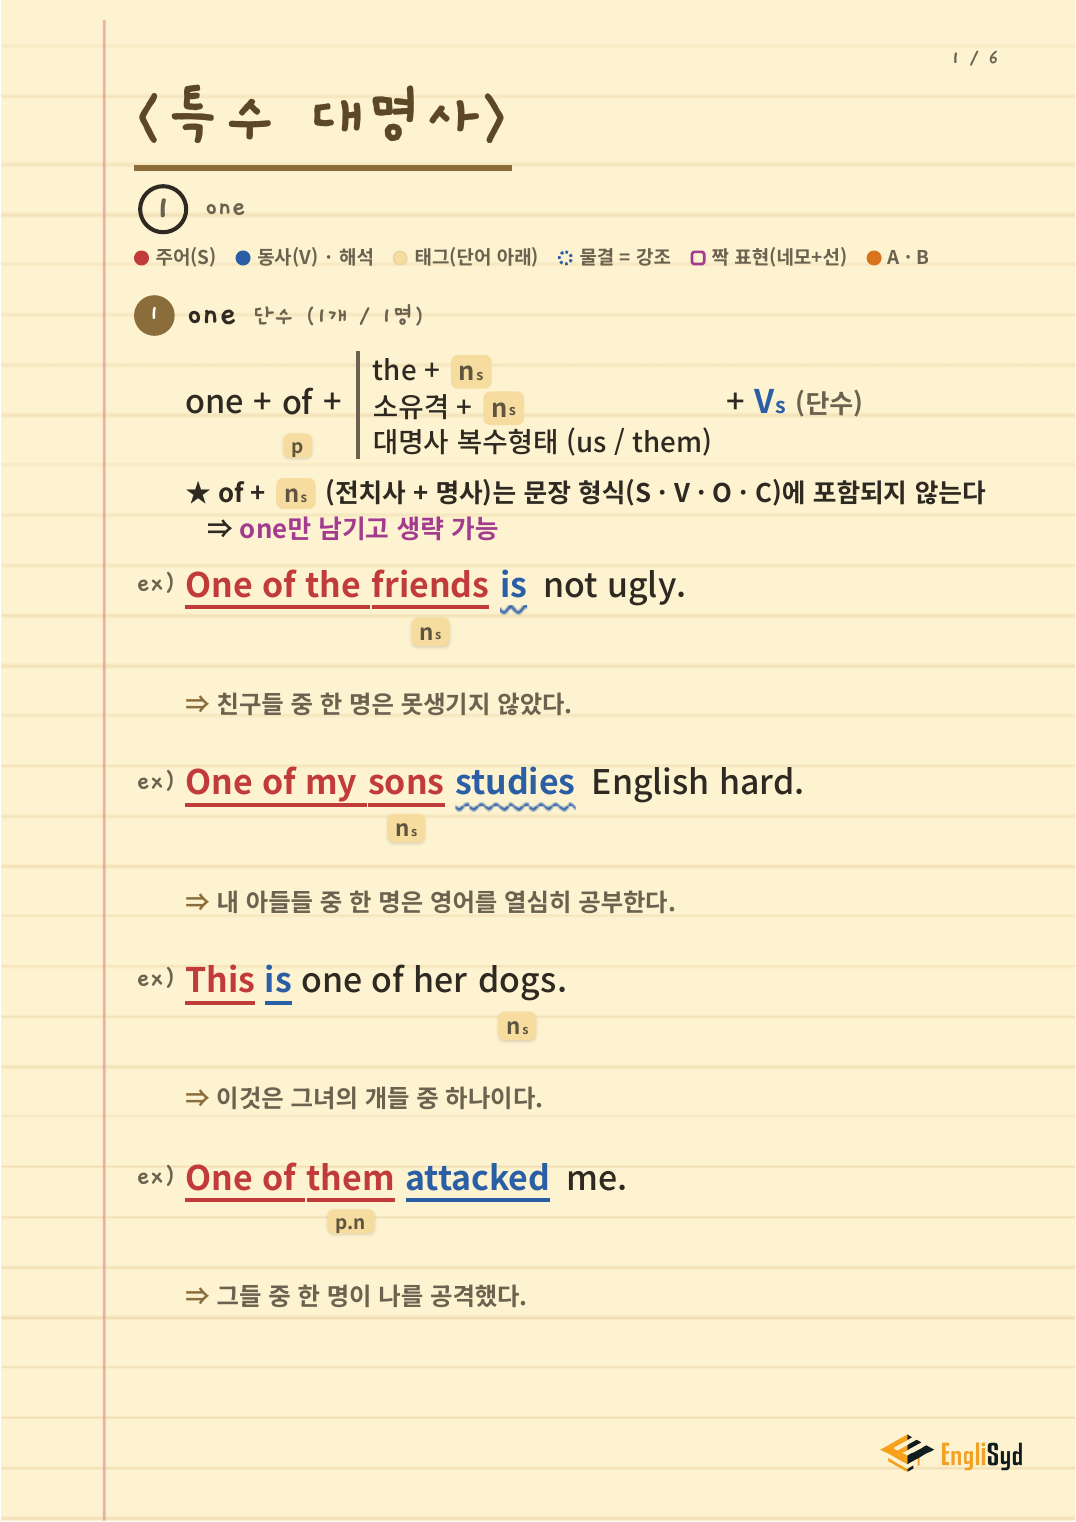 1 / 6
<특수 대명사>
1 one
주어(S) 동사(V) · 해석 태그(단어 아래) 물결 = 강조 짝 표현(네모+선) A · B
1 one 단수 (1개 / 1명)
the + ns
one + of + 소유격 + ns + Vs (단수)
p 대명사 복수형태 (us / them)
★ of + ns (전치사 + 명사)는 문장 형식(S · V · O · C)에 포함되지 않는다
⇒ one만 남기고 생략 가능
ex) One of the friends is not ugly.
ns
⇒ 친구들 중 한 명은 못생기지 않았다.
ex) One of my sons studies English hard.
ns
⇒ 내 아들들 중 한 명은 영어를 열심히 공부한다.
ex) This is one of her dogs.
ns
⇒ 이것은 그녀의 개들 중 하나이다.
ex) One of them attacked me.
p.n
⇒ 그들 중 한 명이 나를 공격했다.
EngliSyd